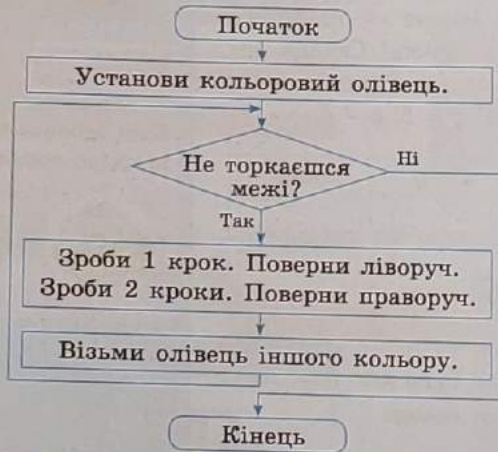 Початок
Установи кольоровий олівець.
Не торкаєшся
межі?
Ні
Так
Зроби 1 крок. Поверни ліворуч.
Зроби 2 кроки. Поверни праворуч.
Візьми олівець іншого кольору.
Кінець